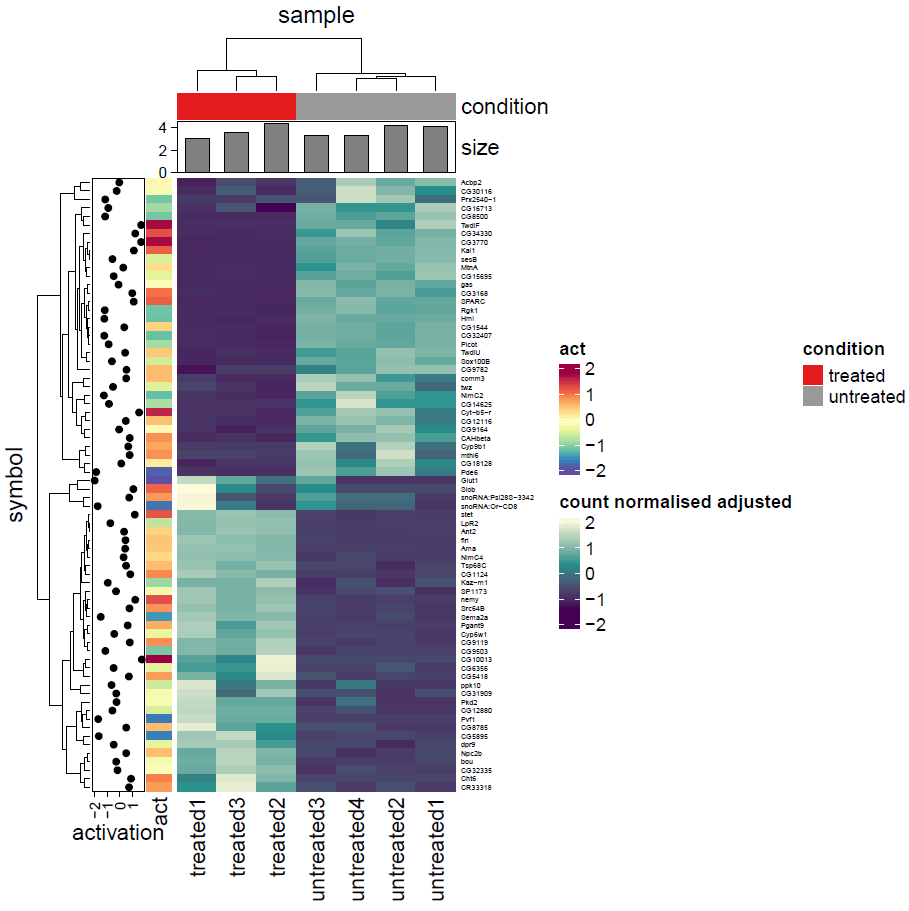 sample
condition
4
2
0
size
Acbp2
CG30116
Prx2540-1
CG16713
CG8500
TwdlF
CG34330
CG3770
Kal1
sesB
MtnA
CG15695
gas
CG3168
SPARC
Rgk1
Hml
CG1544
CG32407
Picot
TwdlU
Sox100B
CG9782
comm3
twz
NimC2
CG14625
Cyt-b5-r
CG12116
CG9164
CAHbeta
Cyp9b1
mthl6
CG18128
Pde6
Glut1
Slob
snoRNA:Psi28S-3342
snoRNA:Or-CD8
stet
LpR2
Ant2
firl
Ama
NimC4
Tsp68C
CG1124
Kaz-m1
SP1173
nemy
Src64B
Sema2a
Pgant9
Cyp6w1
CG9119
CG9503
CG10013
CG6356
CG5418
ppk10
CG31909
Pkd2
CG12880
Pvf1
CG8785
CG5895
dpr9
Npc2b
bou
CG32335
Cht6
CR33318
symbol
−2
−1
0
1
activation
act
treated1
treated3
treated2
untreated3
untreated4
untreated2
untreated1
act
2
1
0
−1
−2
count normalised adjusted
2
1
0
−1
−2
condition
treated
untreated